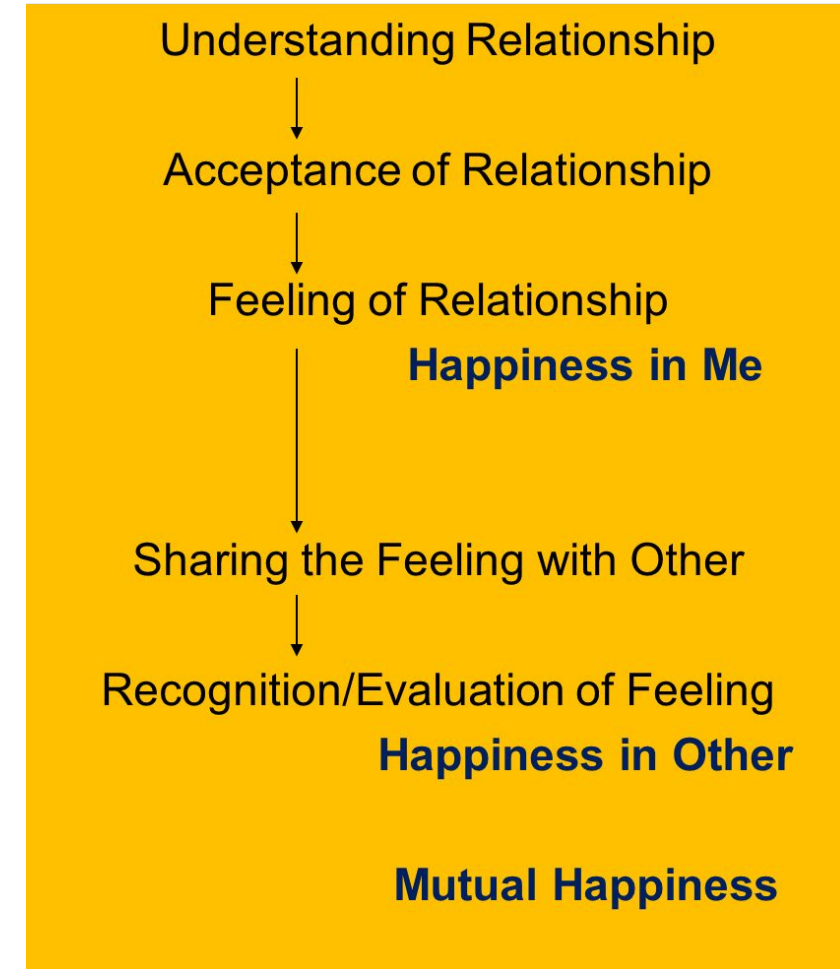 Understanding Relationship
Acceptance of Relationship
Feeling of Relationship
Happiness in Me
Sharing the Feeling with Other
Recognition/Evaluation of Feeling
Happiness in Other
Mutual Happiness